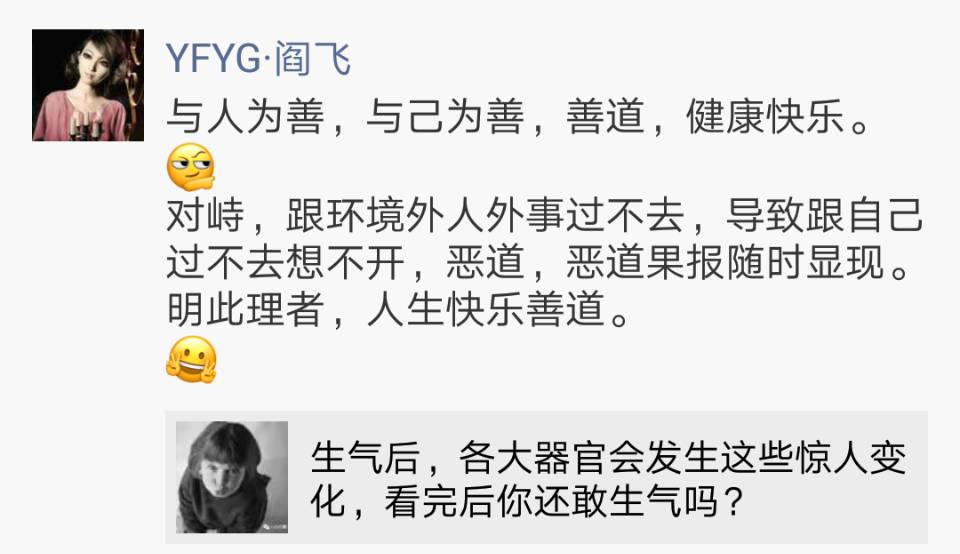 YFYG·阎飞
与人为善，与己为善，善道，健康快乐。
对峙，跟环境外人外事过不去，导致跟自己
过不去想不开，恶道，恶道果报随时显现。
明此理者，人生快乐善道。
生气后，各大器官会发生这些惊人变
化，看完后你还敢生气吗？